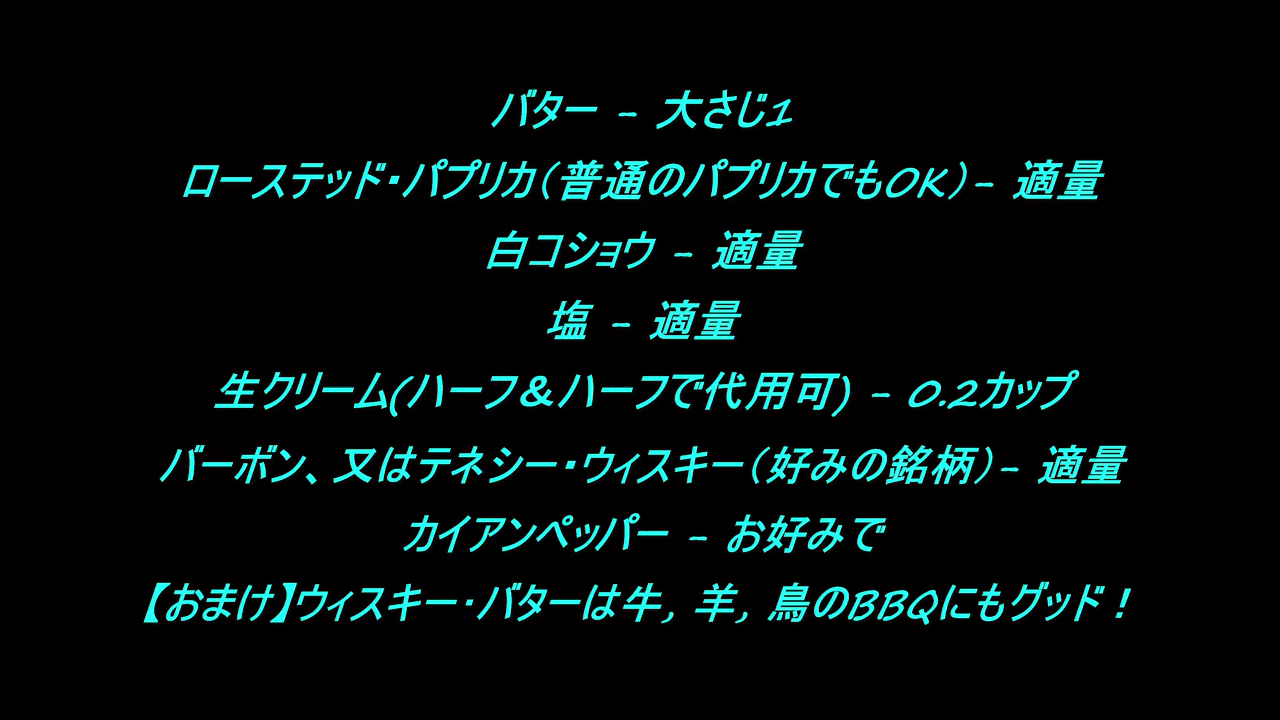 バター - 大さじ1
ローステッド・パプリカ（普通のパプリカでもOK）- 適量
白コショウ - 適量
塩 - 適量
生クリーム(ハーフ＆ハーフで代用可) - 0.2カップ
バーボン、又はテネシー・ウィスキー（好みの銘柄）- 適量
カイアンペッパー - お好みで
【おまけ】ウィスキー・バターは牛, 羊, 鳥のBBQにもグッド！